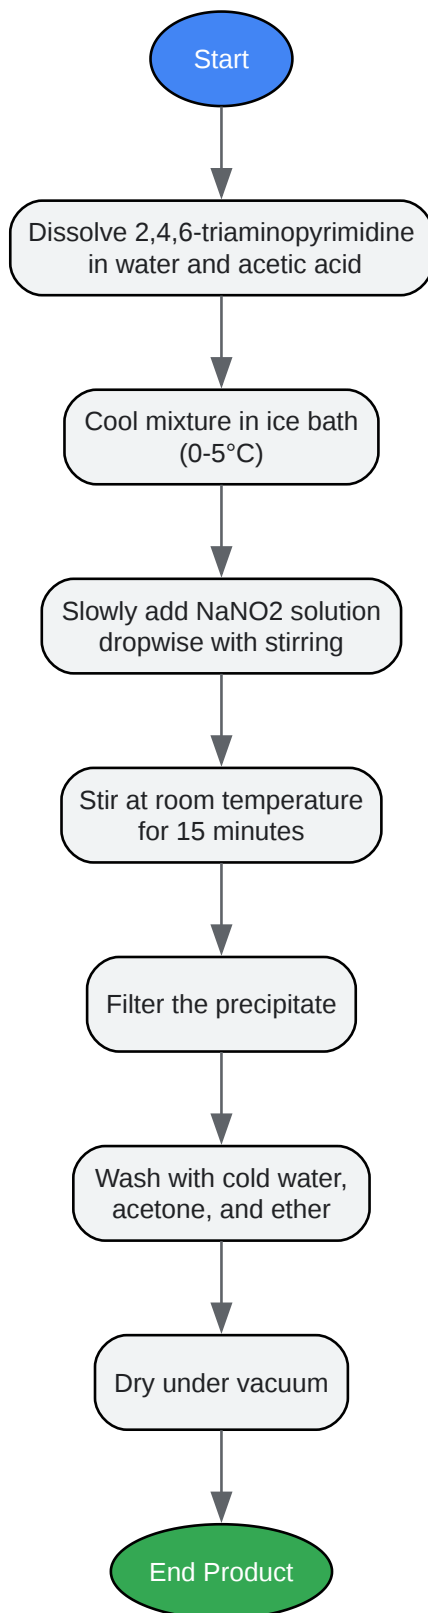 Start
Dissolve 2,4,6-triaminopyrimidine
in water and acetic acid
Cool mixture in ice bath
(0-5°C)
Slowly add NaNO2 solution
dropwise with stirring
Stir at room temperature
for 15 minutes
Filter the precipitate
Wash with cold water,
acetone, and ether
Dry under vacuum
End Product